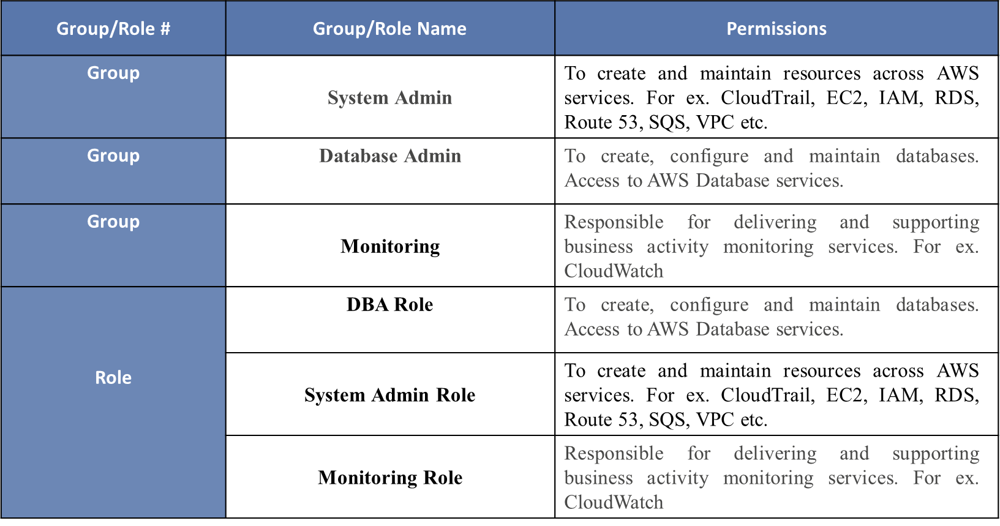 Group/Role #
Group/Role Name
Permissions
Group
System Admin
To create and maintain resources across AWS
services. For ex. CloudTrail, EC2, IAM, RDS,
Route 53, SQS, VPC etc.
Group
Database Admin
To create, configure and maintain databases.
Access to AWS Database services.
Group
Monitoring
Responsible for delivering and supporting
business activity monitoring services. For ex.
CloudWatch
Role
DBA Role
To create, configure and maintain databases.
Access to AWS Database services.
System Admin Role
To create and maintain resources across AWS
services. For ex. CloudTrail, EC2, IAM, RDS,
Route 53, SQS, VPC etc.
Monitoring Role
Responsible for delivering and supporting
business activity monitoring services. For ex.
CloudWatch